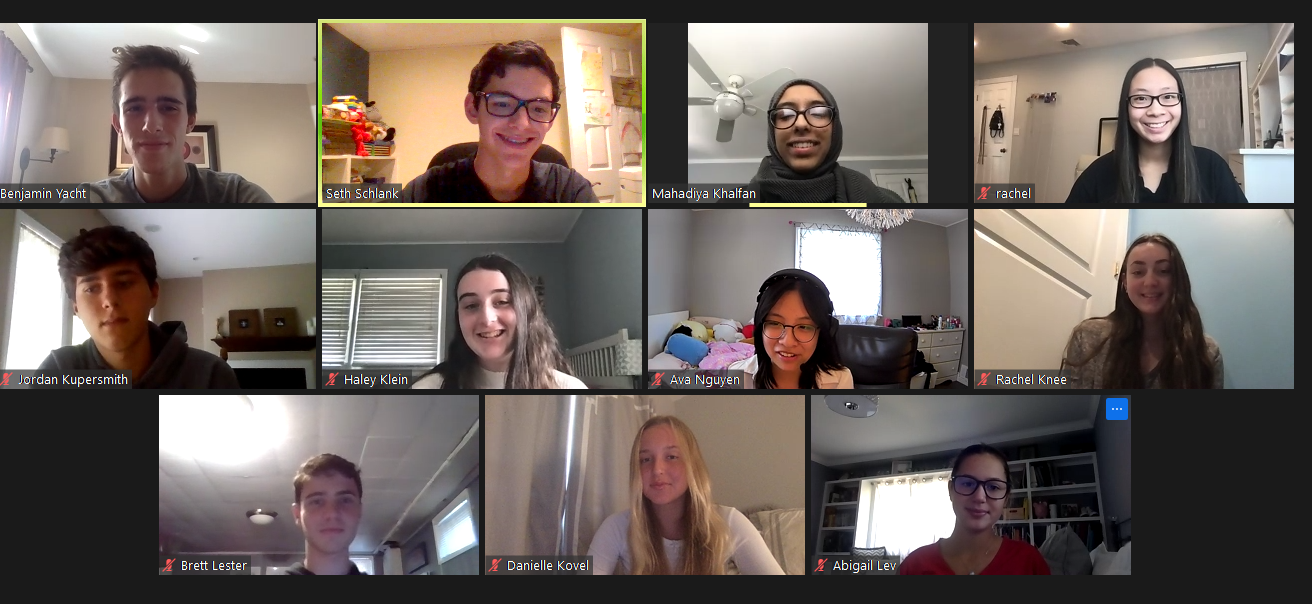 Benjamin Yacht
Seth Schlank
Mahadiya Khalfan
rachel
Jordan Kupersmith
Haley Klein
Ava Nguyen
Rachel Knee
Brett Lester
Danielle Kovel
Abigail Lev